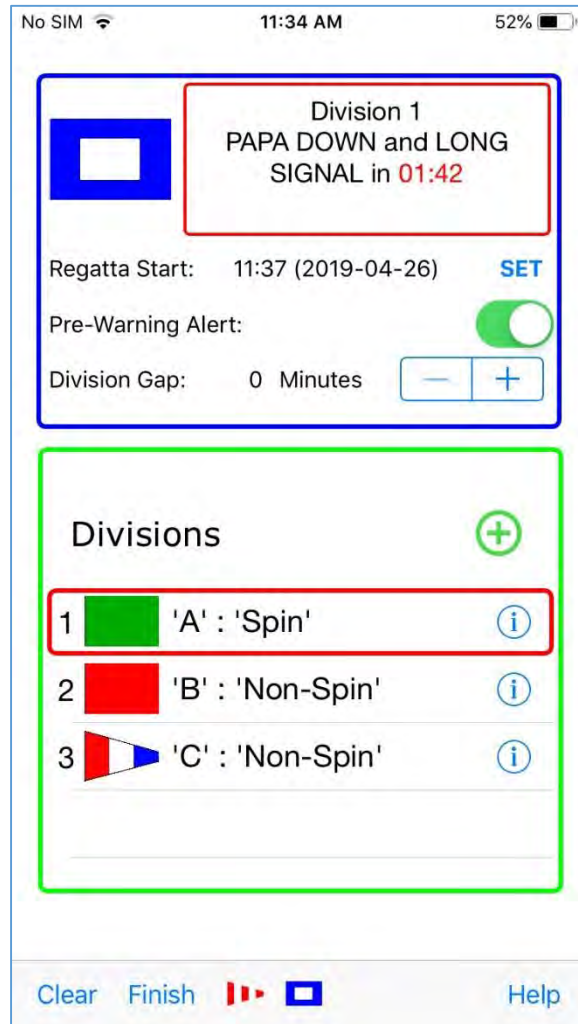 No SIM 11:34 AM 52%
Division 1
PAPA DOWN and LONG
SIGNAL in 01:42
Regatta Start: 11:37 (2019-04-26) SET
Pre-Warning Alert:
Division Gap: 0 Minutes − +
Divisions
1 'A' : 'Spin'
2 'B' : 'Non-Spin'
3 'C' : 'Non-Spin'
Clear Finish Help